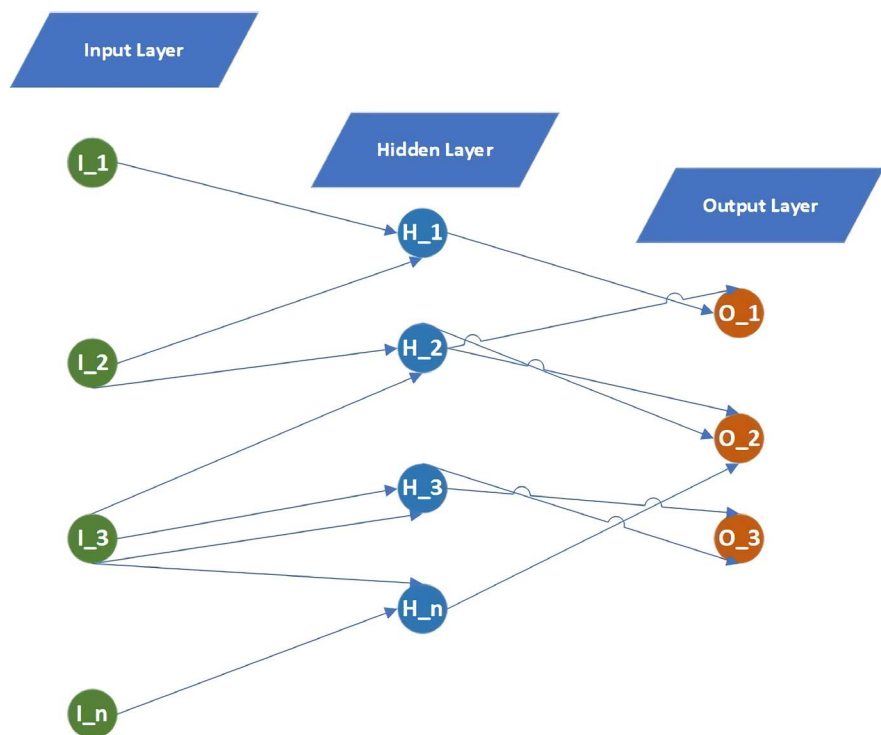 Input Layer
Hidden Layer
Output Layer
I_1
I_2
I_3
I_n
H_1
H_2
H_3
H_n
O_1
O_2
O_3